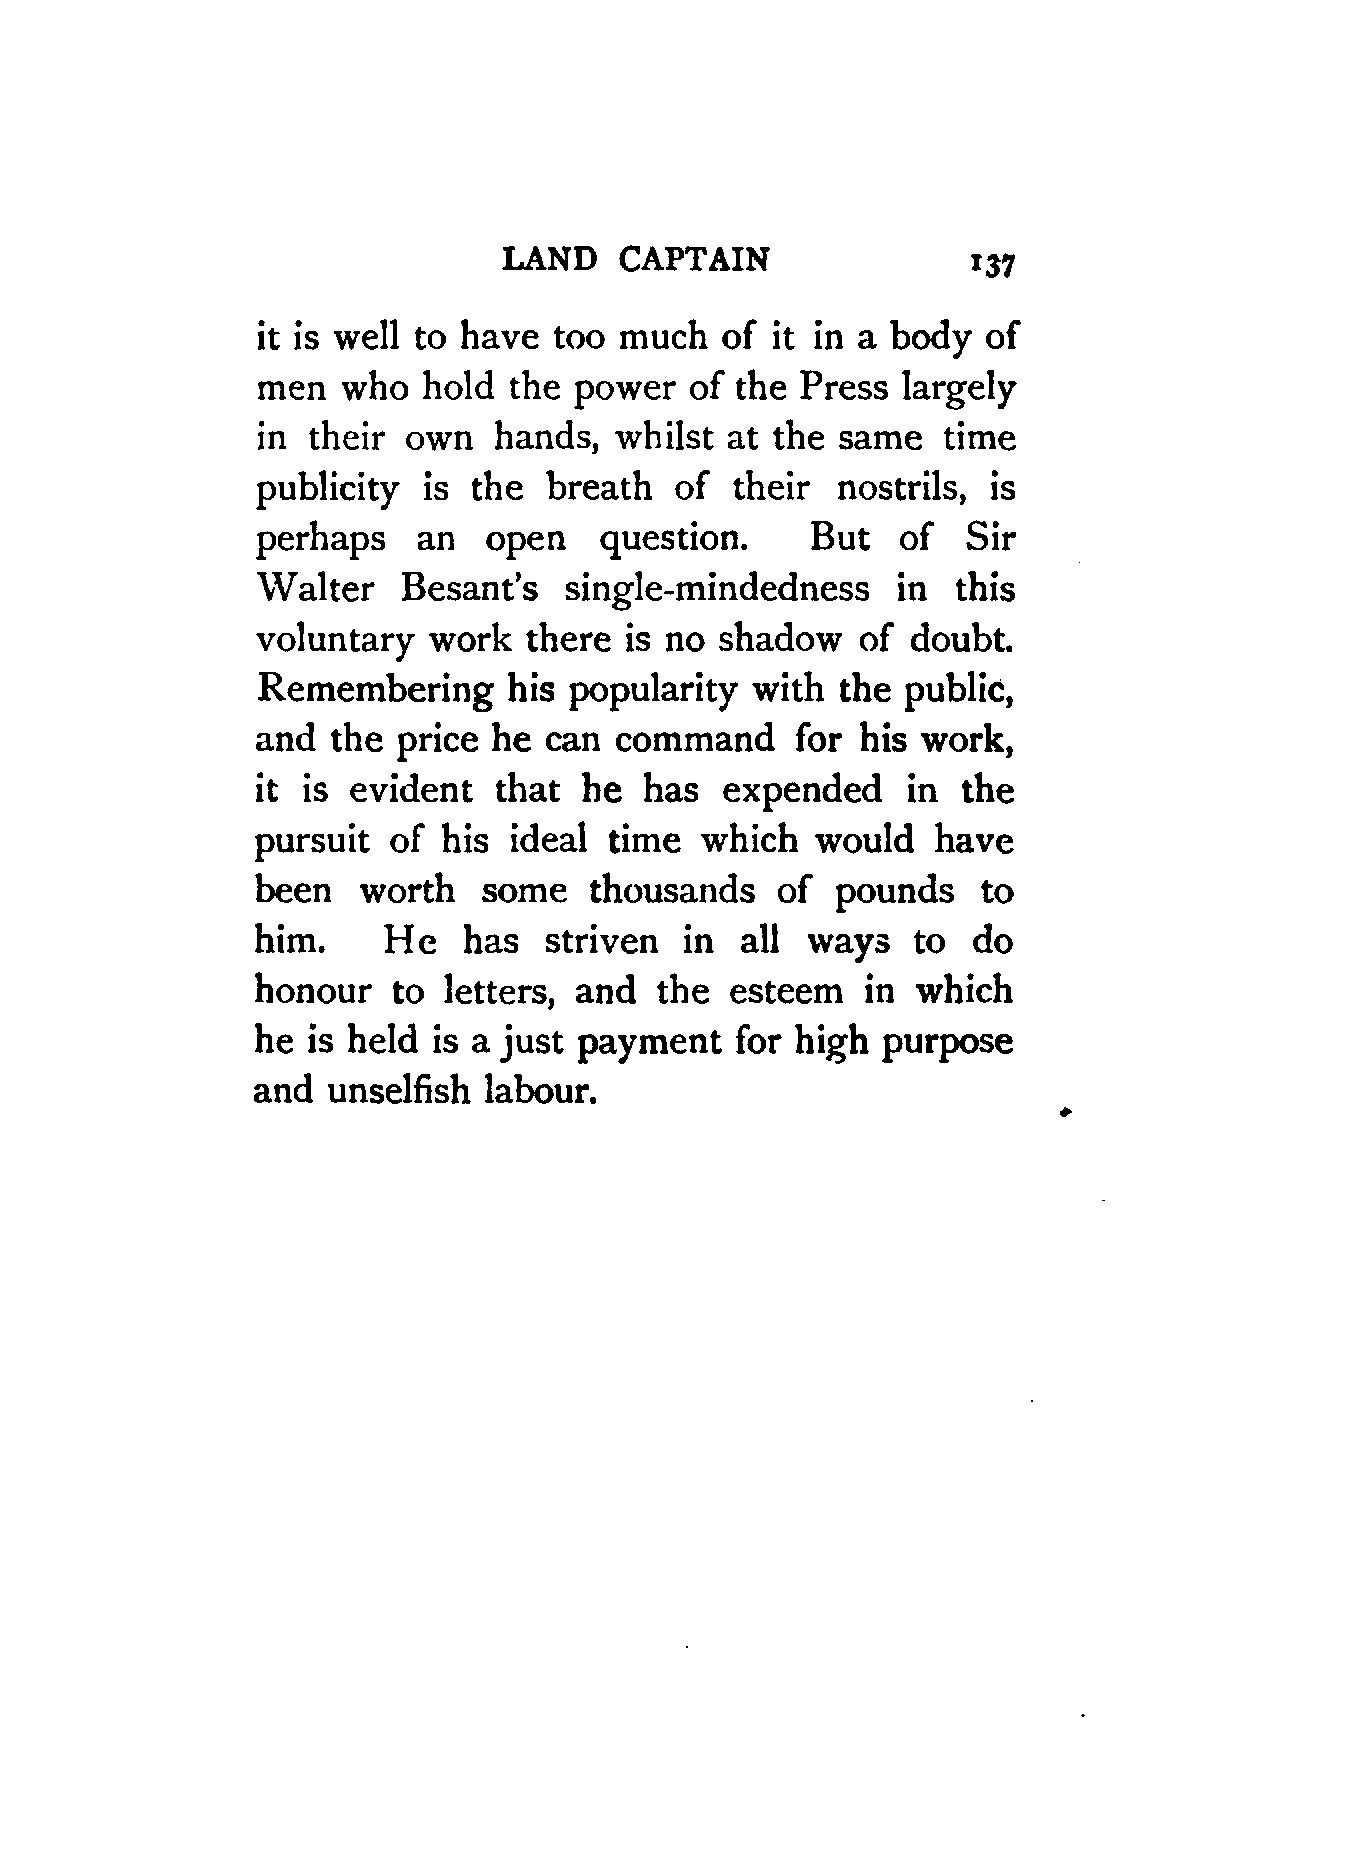 LAND CAPTAIN 137
it is well to have too much of it in a body of
men who hold the power of the Press largely
in their own hands, whilst at the same time
publicity is the breath of their nostrils, is
perhaps an open question. But of Sir
Walter Besant's single-mindedness in this
voluntary work there is no shadow of doubt.
Remembering his popularity with the public,
and the price he can command for his work,
it is evident that he has expended in the
pursuit of his ideal time which would have
been worth some thousands of pounds to
him. He has striven in all ways to do
honour to letters, and the esteem in which
he is held is a just payment for high purpose
and unselfish labour.